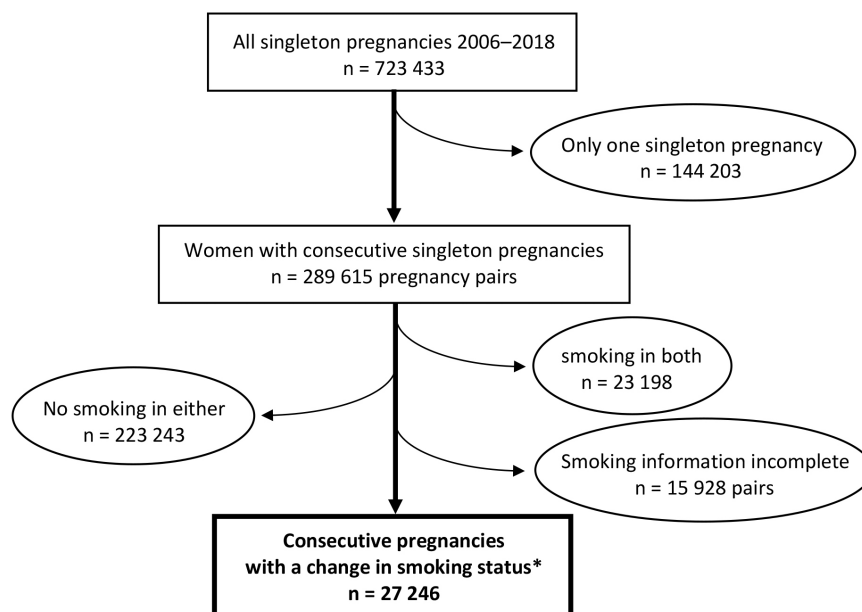 All singleton pregnancies 2006–2018
n = 723 433
Only one singleton pregnancy
n = 144 203
Women with consecutive singleton pregnancies
n = 289 615 pregnancy pairs
smoking in both
n = 23 198
No smoking in either
n = 223 243
Smoking information incomplete
n = 15 928 pairs
Consecutive pregnancies
with a change in smoking status*
n = 27 246